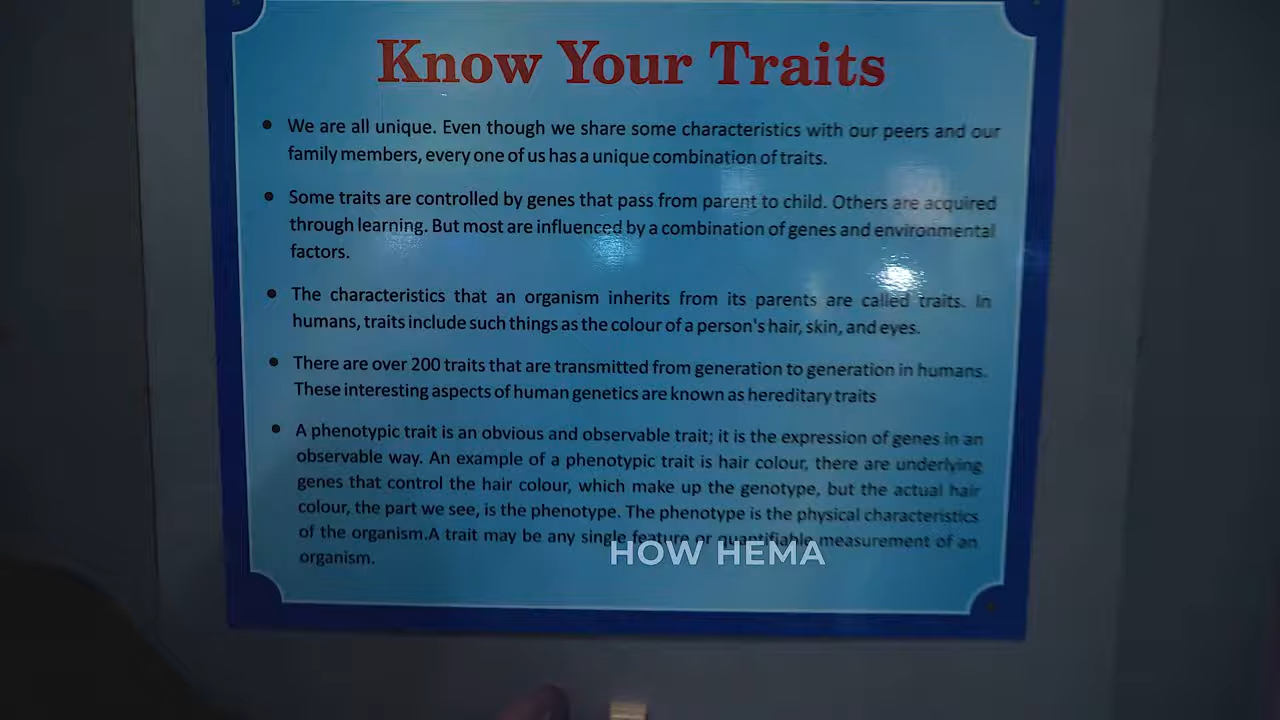 Know Your Traits
• We are all unique. Even though we share some characteristics with our peers and our
family members, every one of us has a unique combination of traits.
• Some traits are controlled by genes that pass from parent to child. Others are acquired
through learning. But most are influenced by a combination of genes and environmental
factors.
• The characteristics that an organism inherits from its parents are called traits. In
humans, traits include such things as the colour of a person's hair, skin, and eyes.
• There are over 200 traits that are transmitted from generation to generation in humans.
These interesting aspects of human genetics are known as hereditary traits
• A phenotypic trait is an obvious and observable trait; it is the expression of genes in an
observable way. An example of a phenotypic trait is hair colour, there are underlying
genes that control the hair colour, which make up the genotype, but the actual hair
colour, the part we see, is the phenotype. The phenotype is the physical characteristics
of the organism.A trait may be any single feature or quantifiable measurement of an
organism.
HOW HEMA